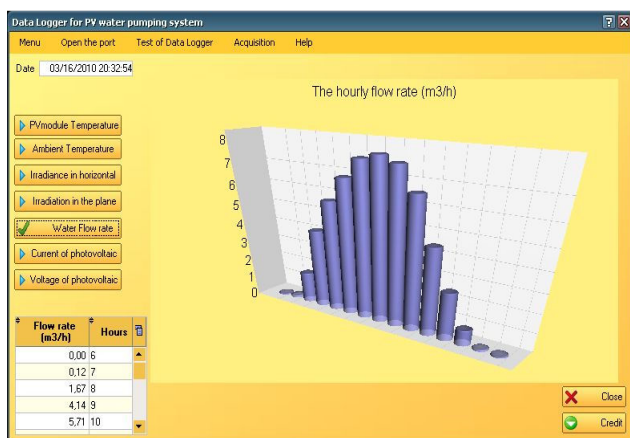 Data Logger for PV water pumping system
Menu Open the port Test of Data Logger Acquisition Help
Date 03/16/2010 20:32:54
The hourly flow rate (m3/h)
PVmodule Temperature
Ambient Temperature
Irradiance in horizontal
Irradiation in the plane
Water Flow rate
Current of photovoltaic
Voltage of photovoltaic
8
7
6
5
4
3
2
1
0
Flow rate (m3/h) Hours
0,00 6
0,12 7
1,67 8
4,14 9
5,71 10
Close
Credit